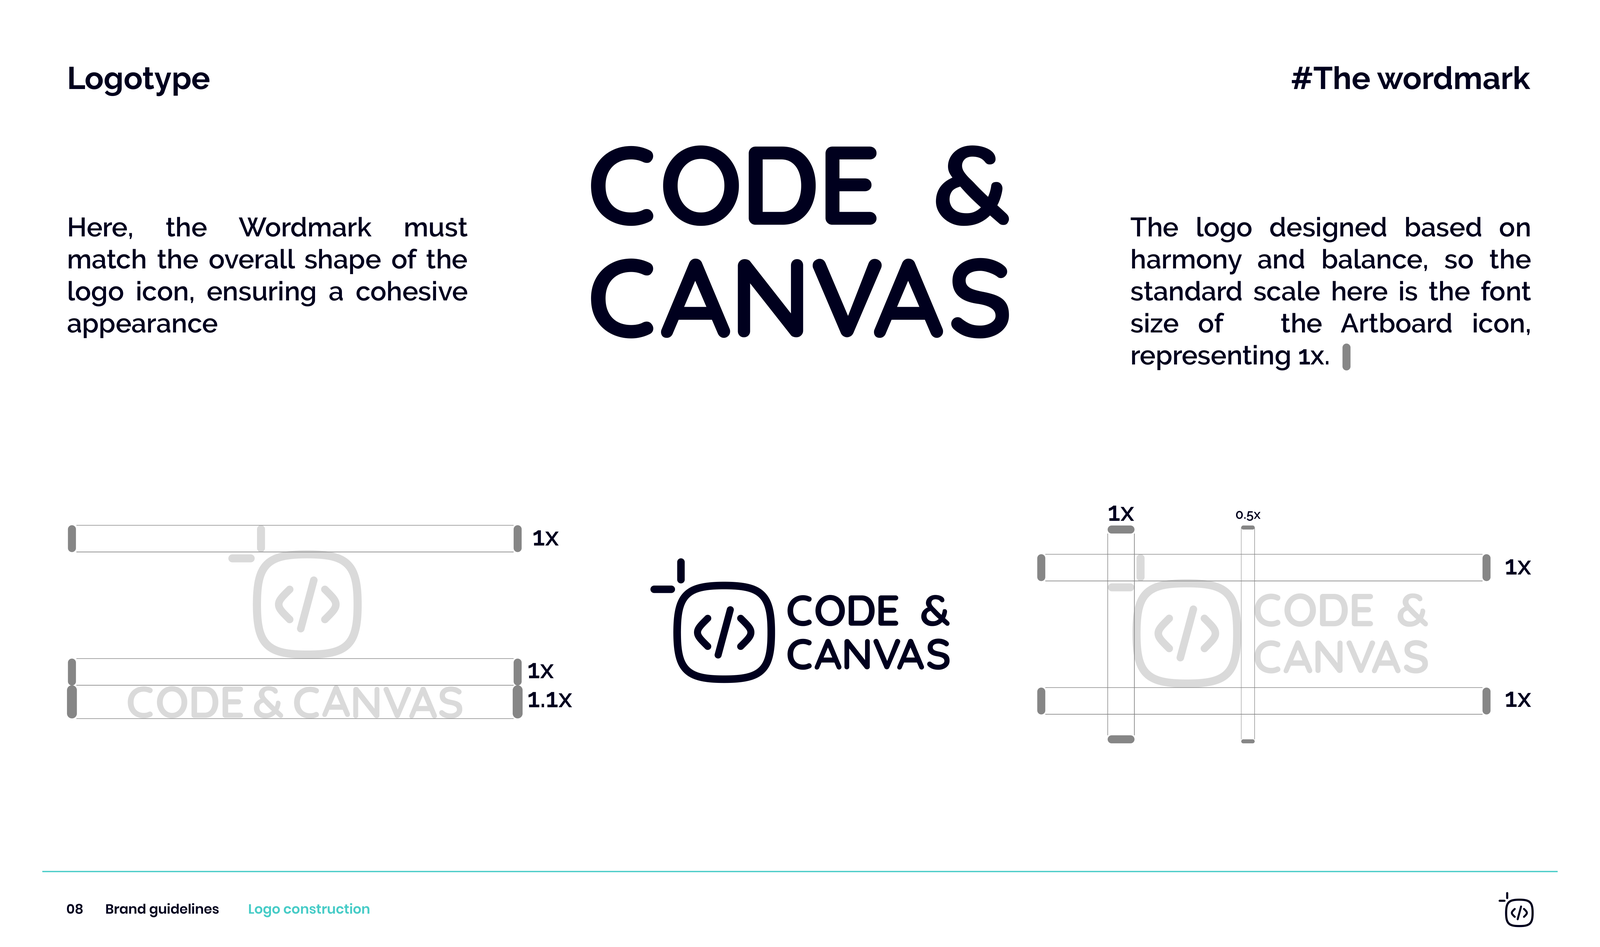 Logotype
#The wordmark
CODE &
CANVAS
Here, the Wordmark must
match the overall shape of the
logo icon, ensuring a cohesive
appearance
The logo designed based on
harmony and balance, so the
standard scale here is the font
size of the Artboard icon,
representing 1x.
1X
</>
1X
CODE & CANVAS
1.1X
</>
CODE &
CANVAS
1X
0.5X
1X
</>
CODE &
CANVAS
1X
08 Brand guidelines Logo construction
</>